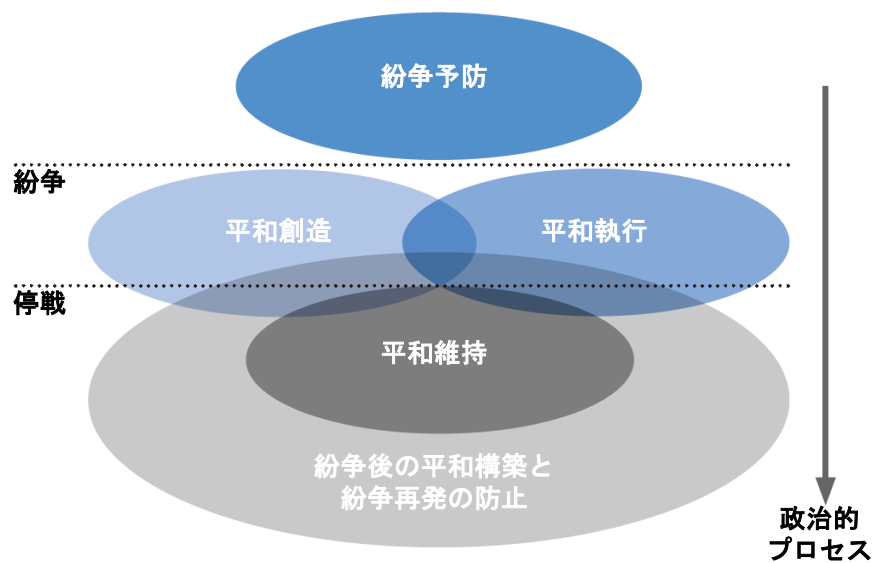 紛争予防
紛争
平和創造
平和執行
停戦
平和維持
紛争後の平和構築と
紛争再発の防止
政治的
プロセス